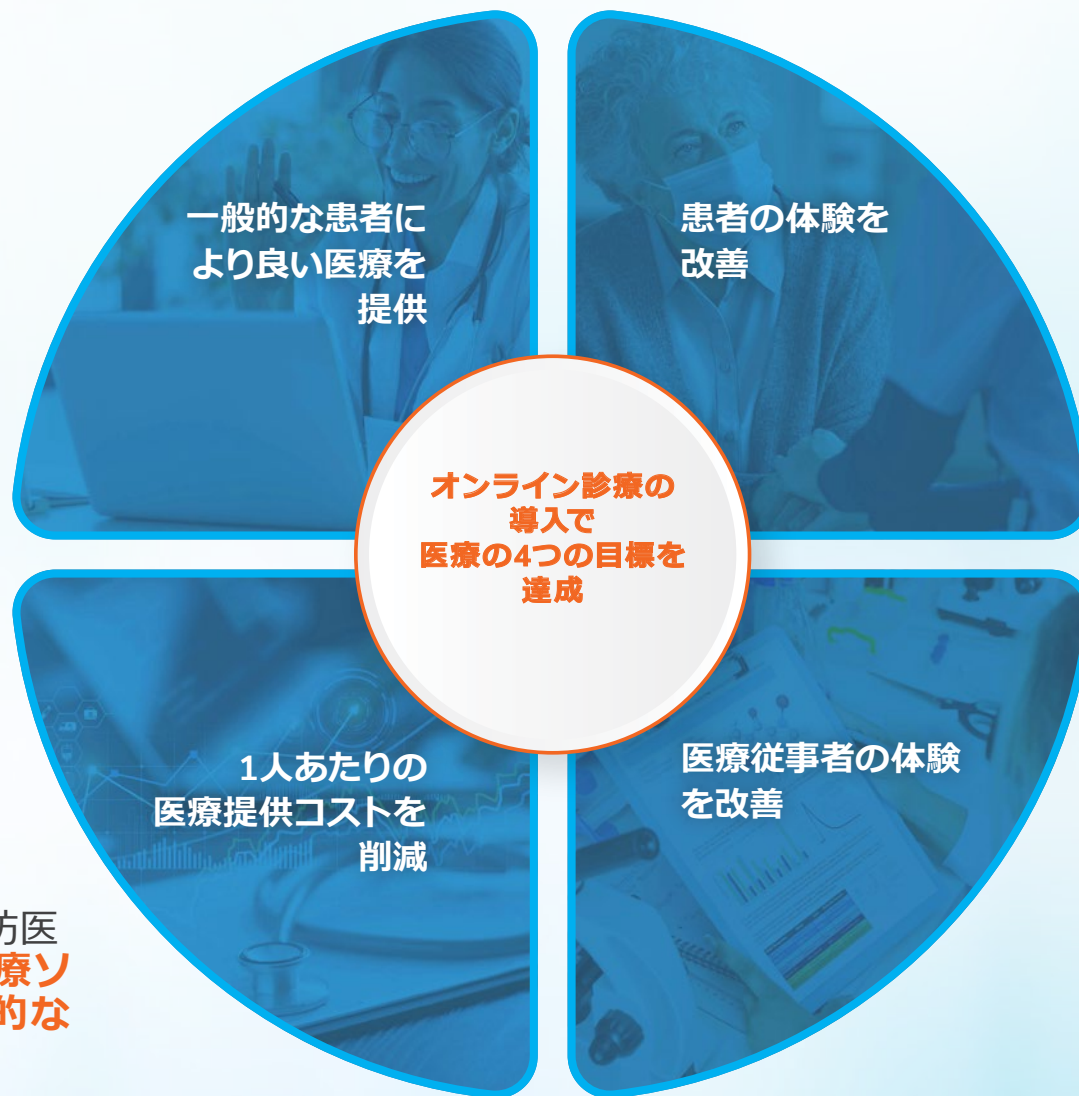 一般的な患者に
より良い医療を
提供
患者の体験を
改善
オンライン診療の
導入で
医療の4つの目標を
達成
1人あたりの
医療提供コストを
削減
医療従事者の体験
を改善
防医
療ソ
的な